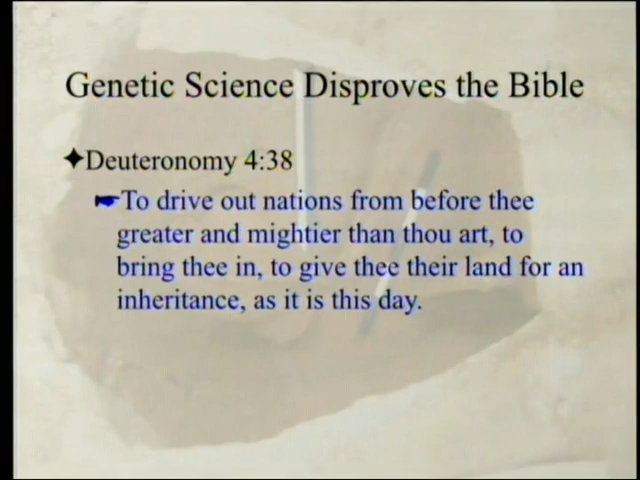 Genetic Science Disproves the Bible
Deuteronomy 4:38
To drive out nations from before thee
greater and mightier than thou art, to
bring thee in, to give thee their land for an
inheritance, as it is this day.